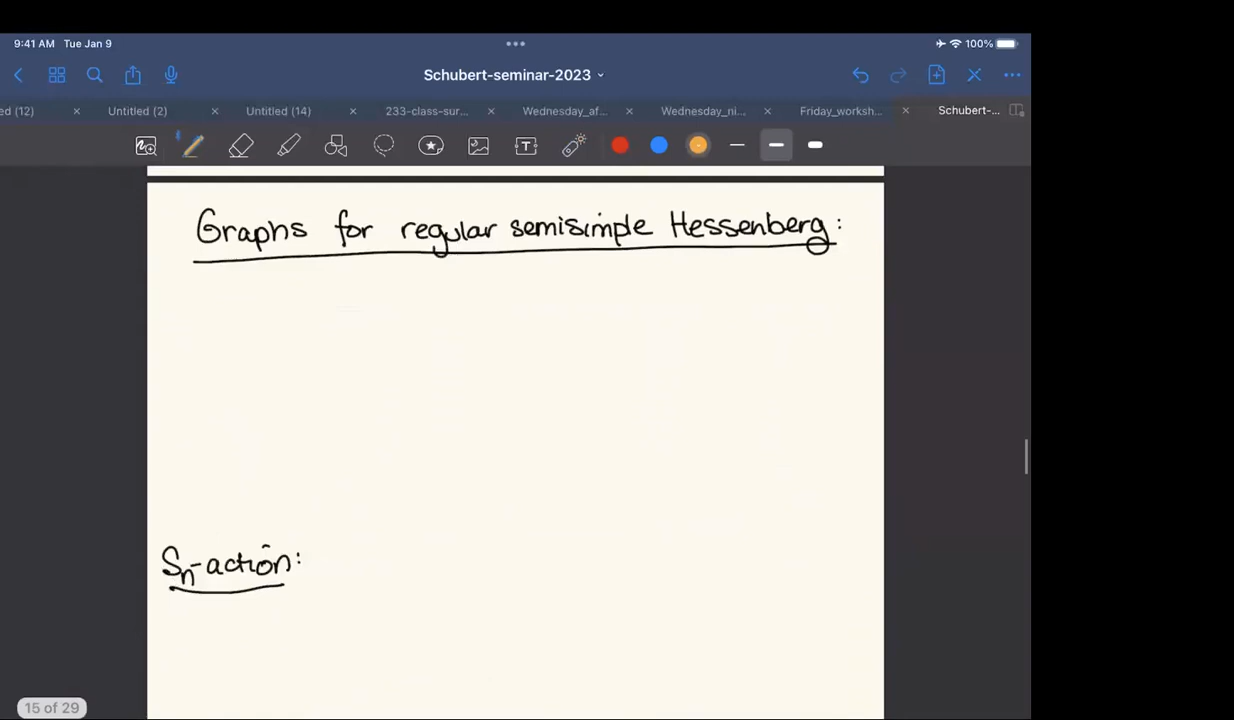 9:41 AM Tue Jan 9
100%
Schubert-seminar-2023
ed (12)
Untitled (2)
Untitled (14)
233-class-sur...
Wednesday_af...
Wednesday_ni...
Friday_worksh...
Schubert-...
Graphs for regular semisimple Hessenberg:
Sn-action:
15 of 29